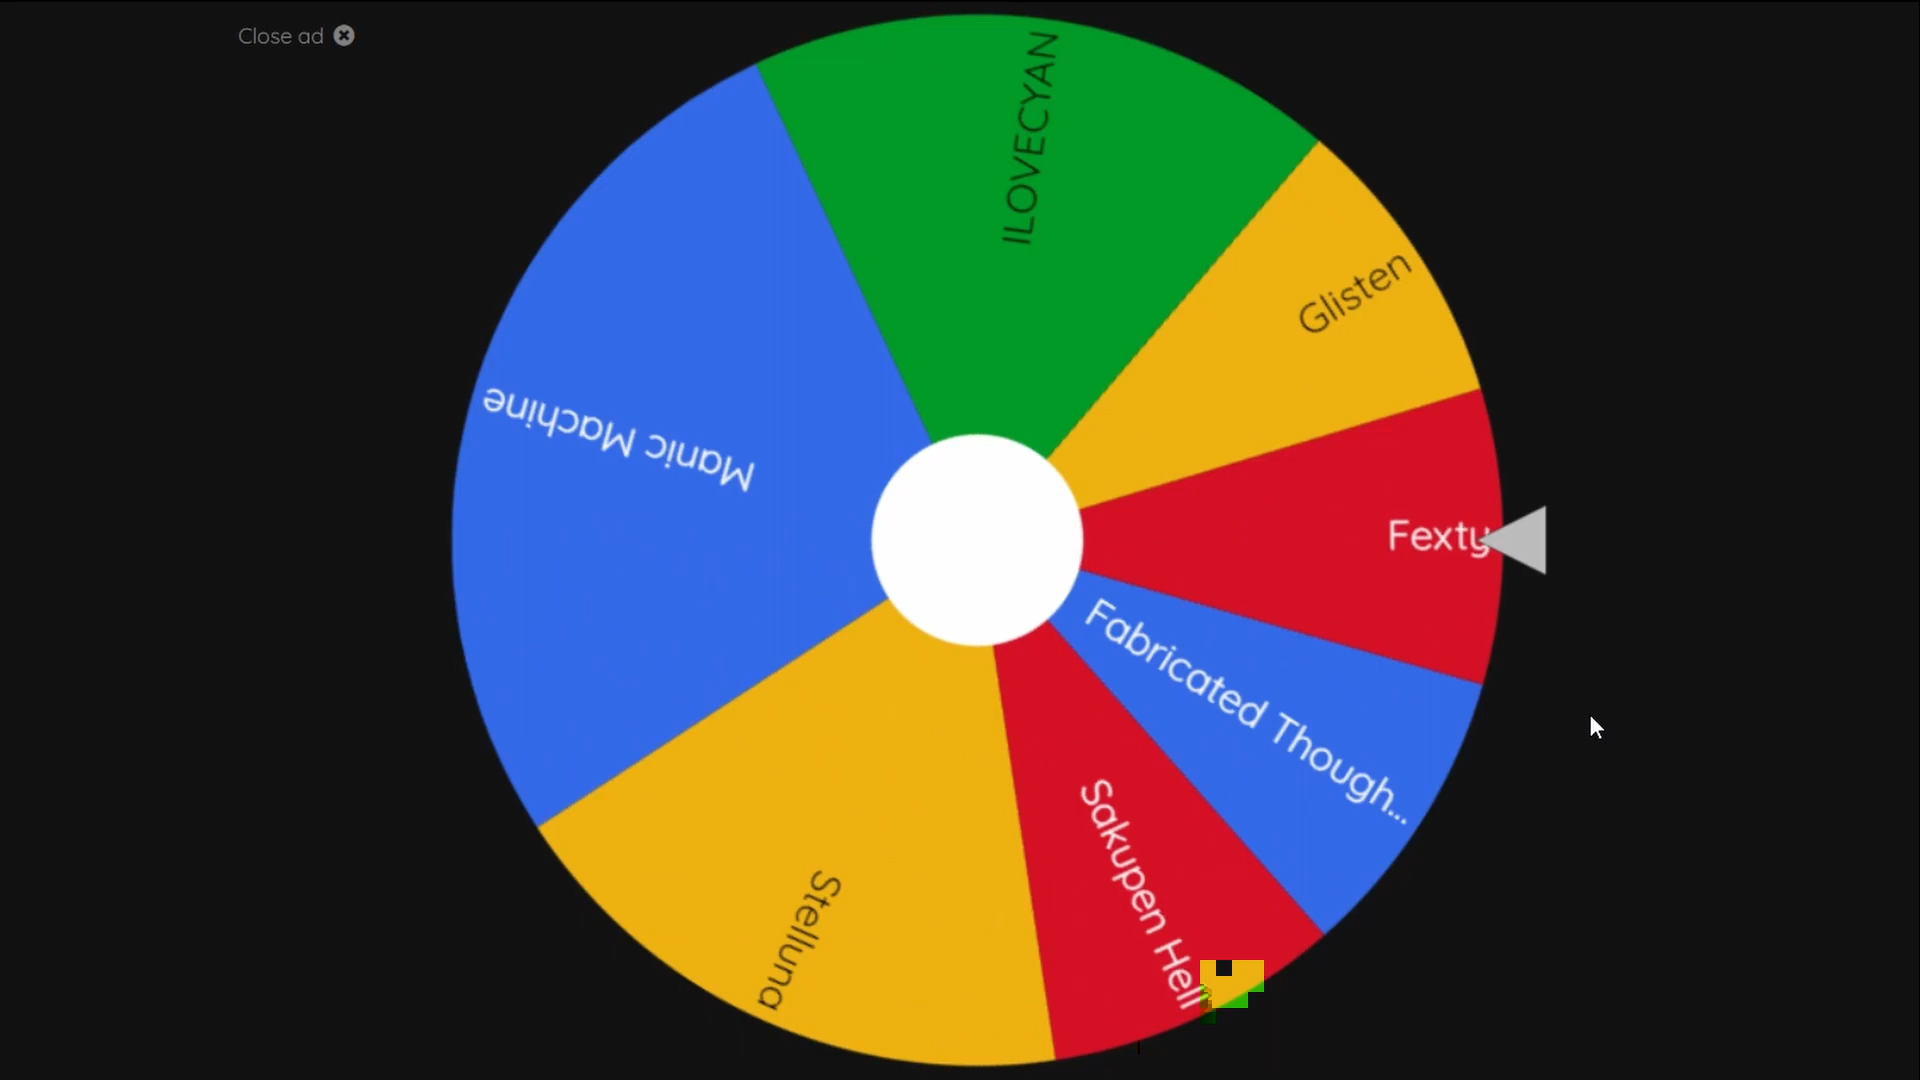 Close ad
ILOVECYAN
Glisten
Fexty
Fabricated Though...
Sakupen Hell
Stelluna
Manic Machine